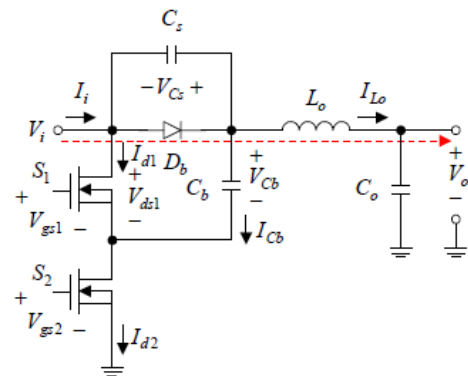 C_s
− V_Cs +
I_i
L_o
I_Lo
V_i
I_d1
D_b
S_1
+
V_gs1 −
+
V_ds1
−
C_b
+
V_Cb
−
C_o
+
V_o
−
I_Cb
S_2
+
V_gs2 −
I_d2